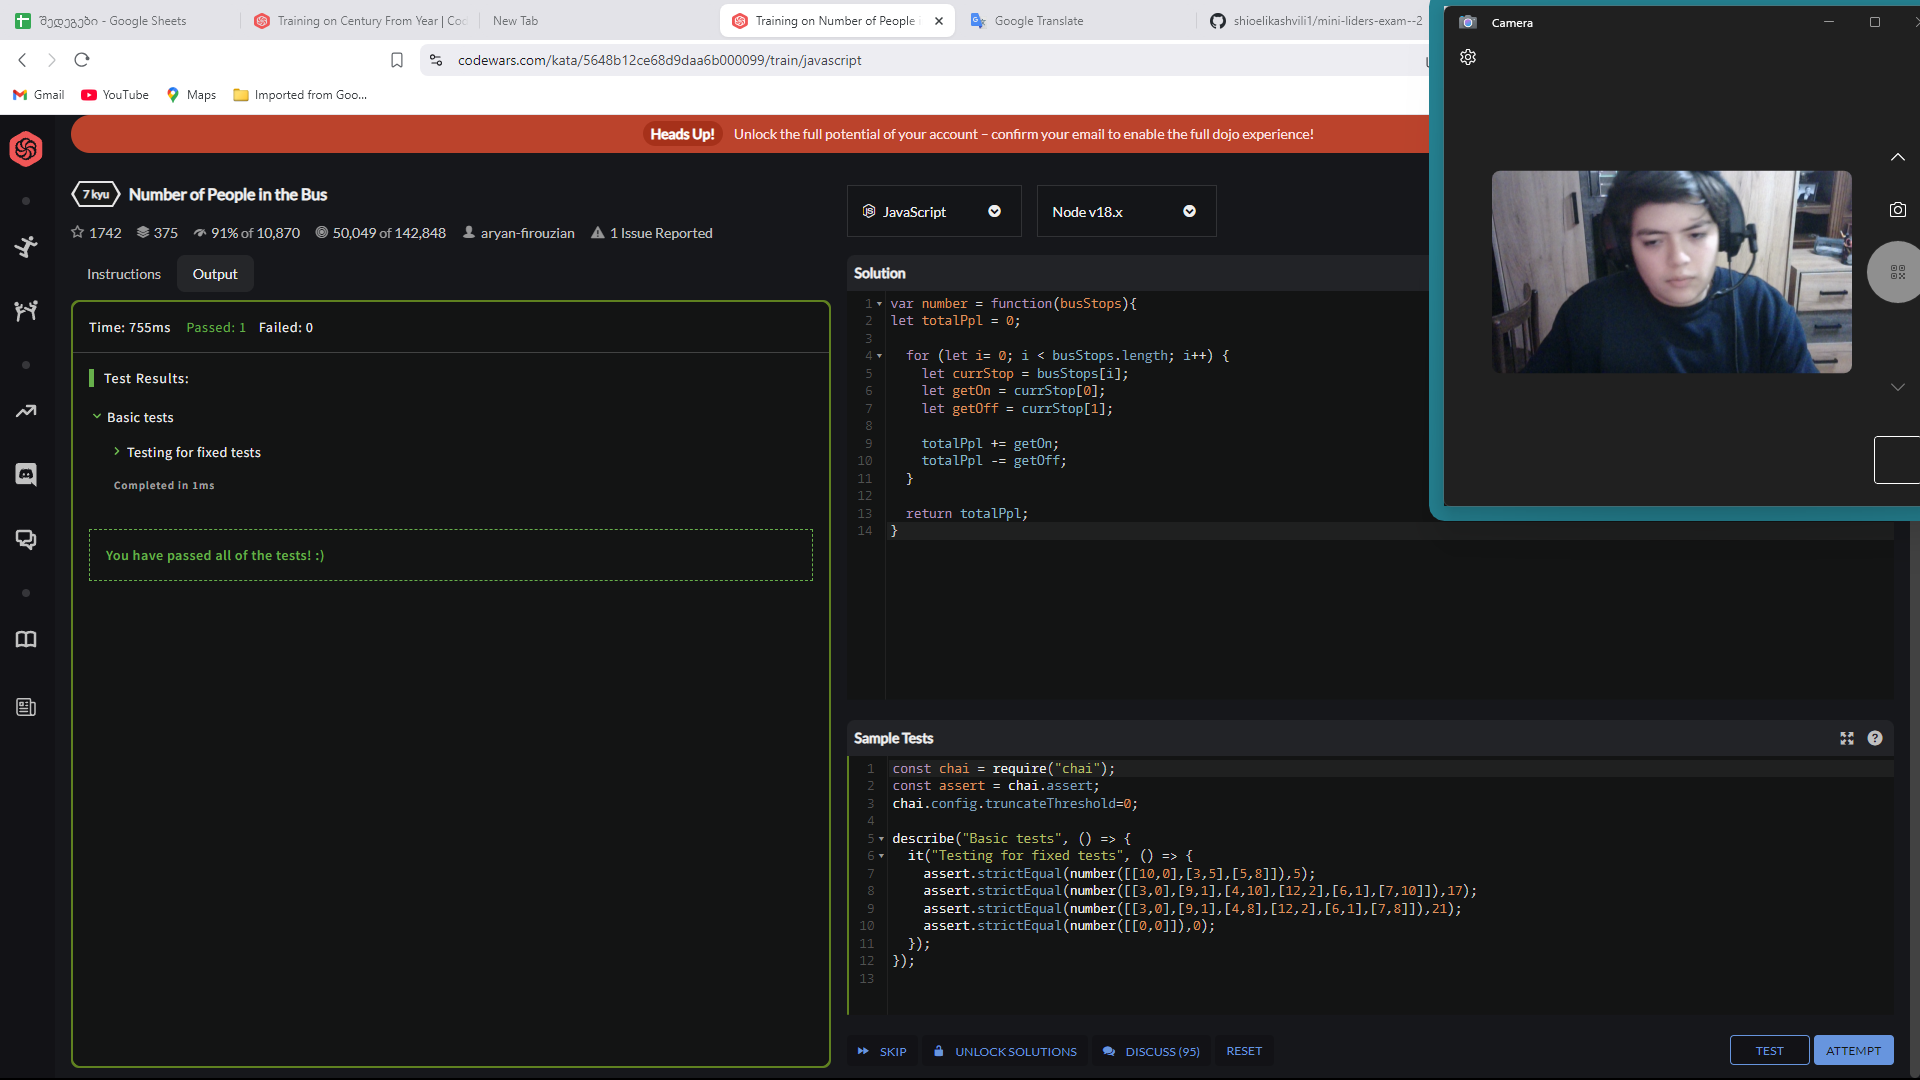 შედეგები - Google Sheets
Training on Century From Year | Co
New Tab
Training on Number of People
Google Translate
shioelikashvili1/mini-liders-exam--2
Camera
codewars.com/kata/5648b12ce68d9daa6b000099/train/javascript
Gmail
YouTube
Maps
Imported from Goo...
Heads Up!
Unlock the full potential of your account – confirm your email to enable the full dojo experience!
7 kyu
Number of People in the Bus
1742
375
91% of 10,870
50,049 of 142,848
aryan-firouzian
1 Issue Reported
Instructions
Output
Time: 755ms Passed: 1 Failed: 0
Test Results:
Basic tests
Testing for fixed tests
Completed in 1ms
You have passed all of the tests! :)
JavaScript
Node v18.x
Solution
1 var number = function(busStops){
2 let totalPpl = 0;
3
4 for (let i= 0; i < busStops.length; i++) {
5 let currStop = busStops[i];
6 let getOn = currStop[0];
7 let getOff = currStop[1];
8
9 totalPpl += getOn;
10 totalPpl -= getOff;
11 }
12
13 return totalPpl;
14 }
Sample Tests
1 const chai = require("chai");
2 const assert = chai.assert;
3 chai.config.truncateThreshold=0;
4
5 describe("Basic tests", () => {
6 it("Testing for fixed tests", () => {
7 assert.strictEqual(number([[10,0],[3,5],[5,8]]),5);
8 assert.strictEqual(number([[3,0],[9,1],[4,10],[12,2],[6,1],[7,10]]),17);
9 assert.strictEqual(number([[3,0],[9,1],[4,8],[12,2],[6,1],[7,8]]),21);
10 assert.strictEqual(number([[0,0]]),0);
11 });
12 });
13
SKIP
UNLOCK SOLUTIONS
DISCUSS (95)
RESET
TEST
ATTEMPT